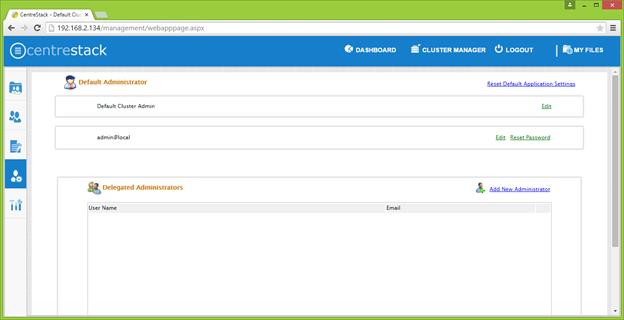 CentreStack - Default Cl
192.168.2.134/management/webapppage.aspx
centrestack
DASHBOARD
CLUSTER MANAGER
LOGOUT
MY FILES
Default Administrator
Reset Default Application Settings
Default Cluster Admin
Edit
admin@local
Edit
Reset Password
Delegated Administrators
Add New Administrator
User Name
Email